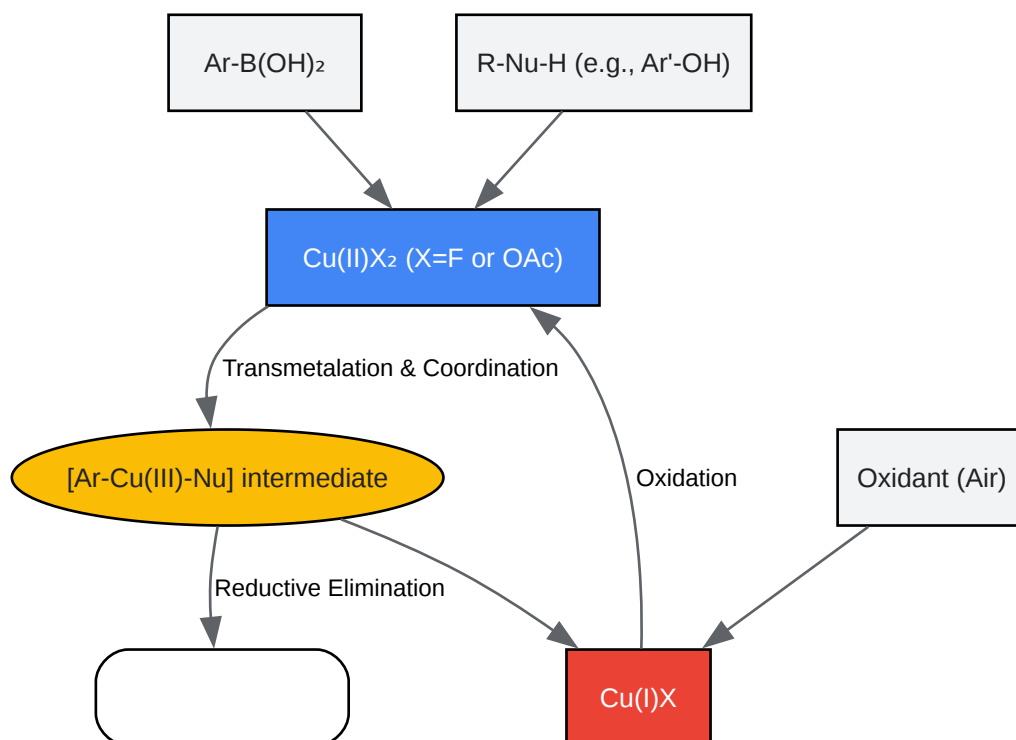 Ar-B(OH)₂
R-Nu-H (e.g., Ar'-OH)
Cu(II)X₂ (X=F or OAc)
Transmetalation & Coordination
[Ar-Cu(III)-Nu] intermediate
Oxidation
Oxidant (Air)
Reductive Elimination
Cu(I)X